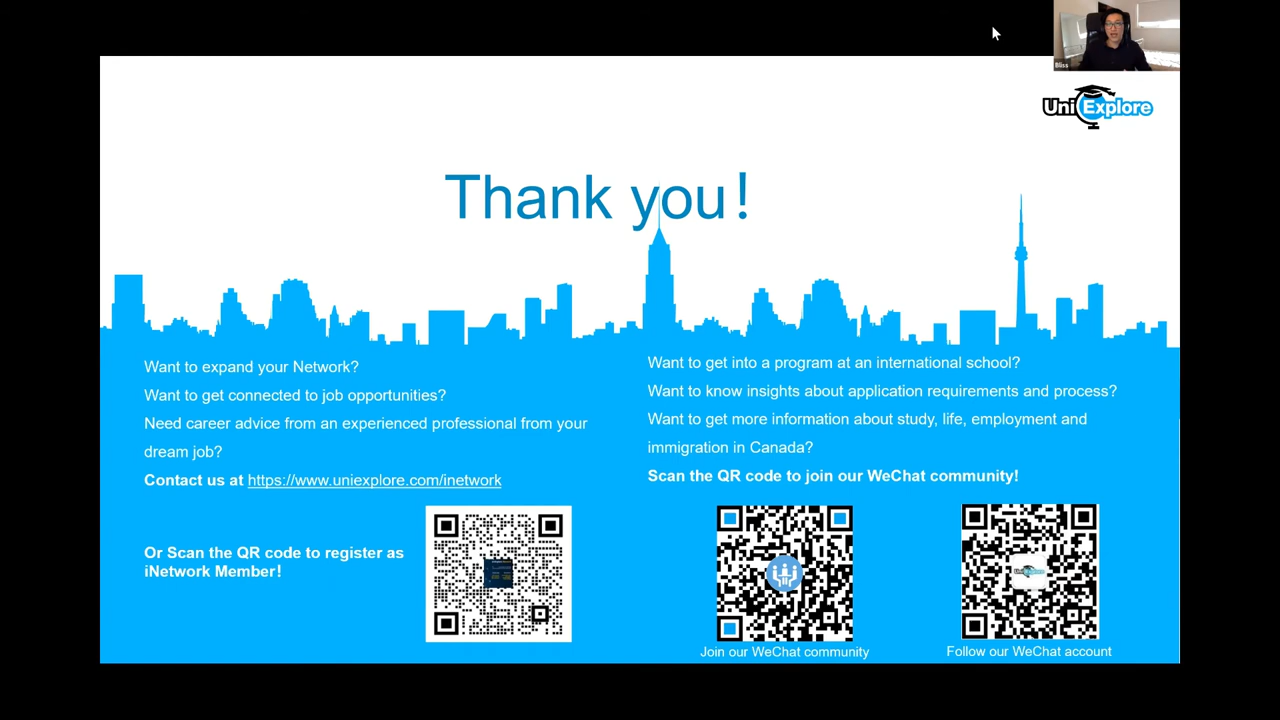 Bliss
Uni Explore
Thank you!
Want to expand your Network?
Want to get connected to job opportunities?
Need career advice from an experienced professional from your
dream job?
Contact us at https://www.uniexplore.com/inetwork
Or Scan the QR code to register as
iNetwork Member!
Want to get into a program at an international school?
Want to know insights about application requirements and process?
Want to get more information about study, life, employment and
immigration in Canada?
Scan the QR code to join our WeChat community!
UniExplore
Join our WeChat community
Follow our WeChat account